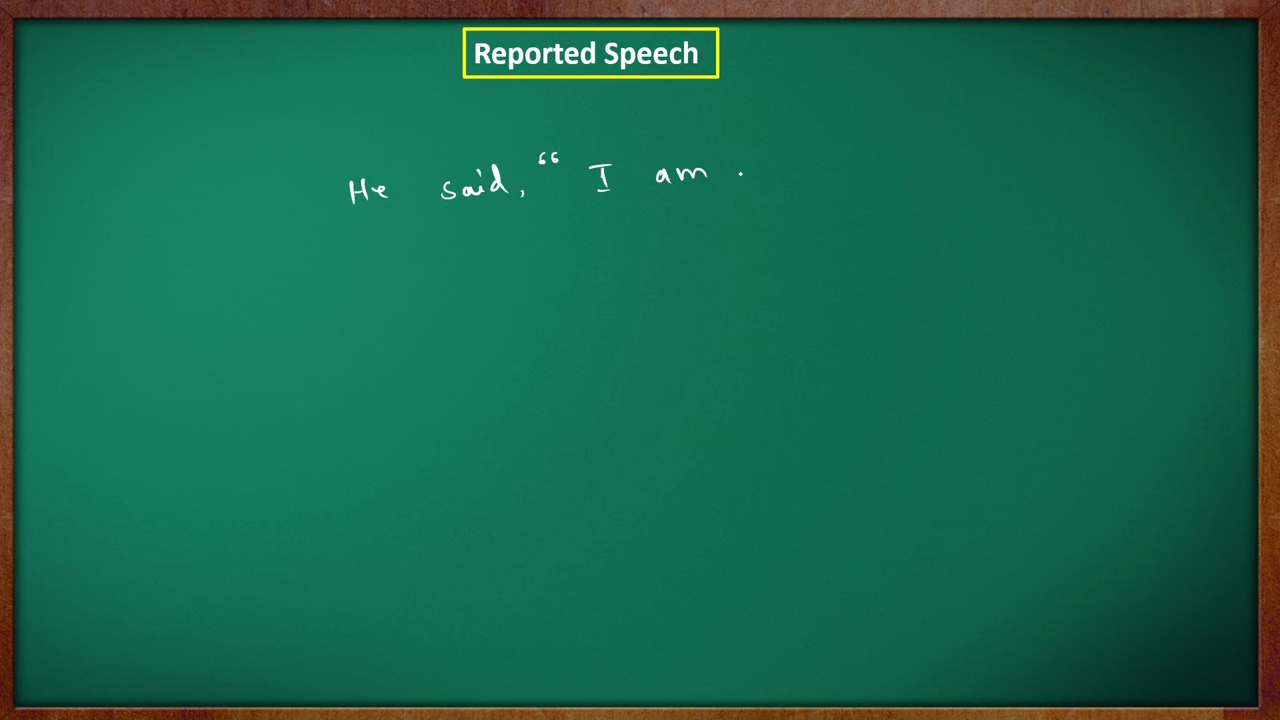 Reported Speech
He said, “ I am .